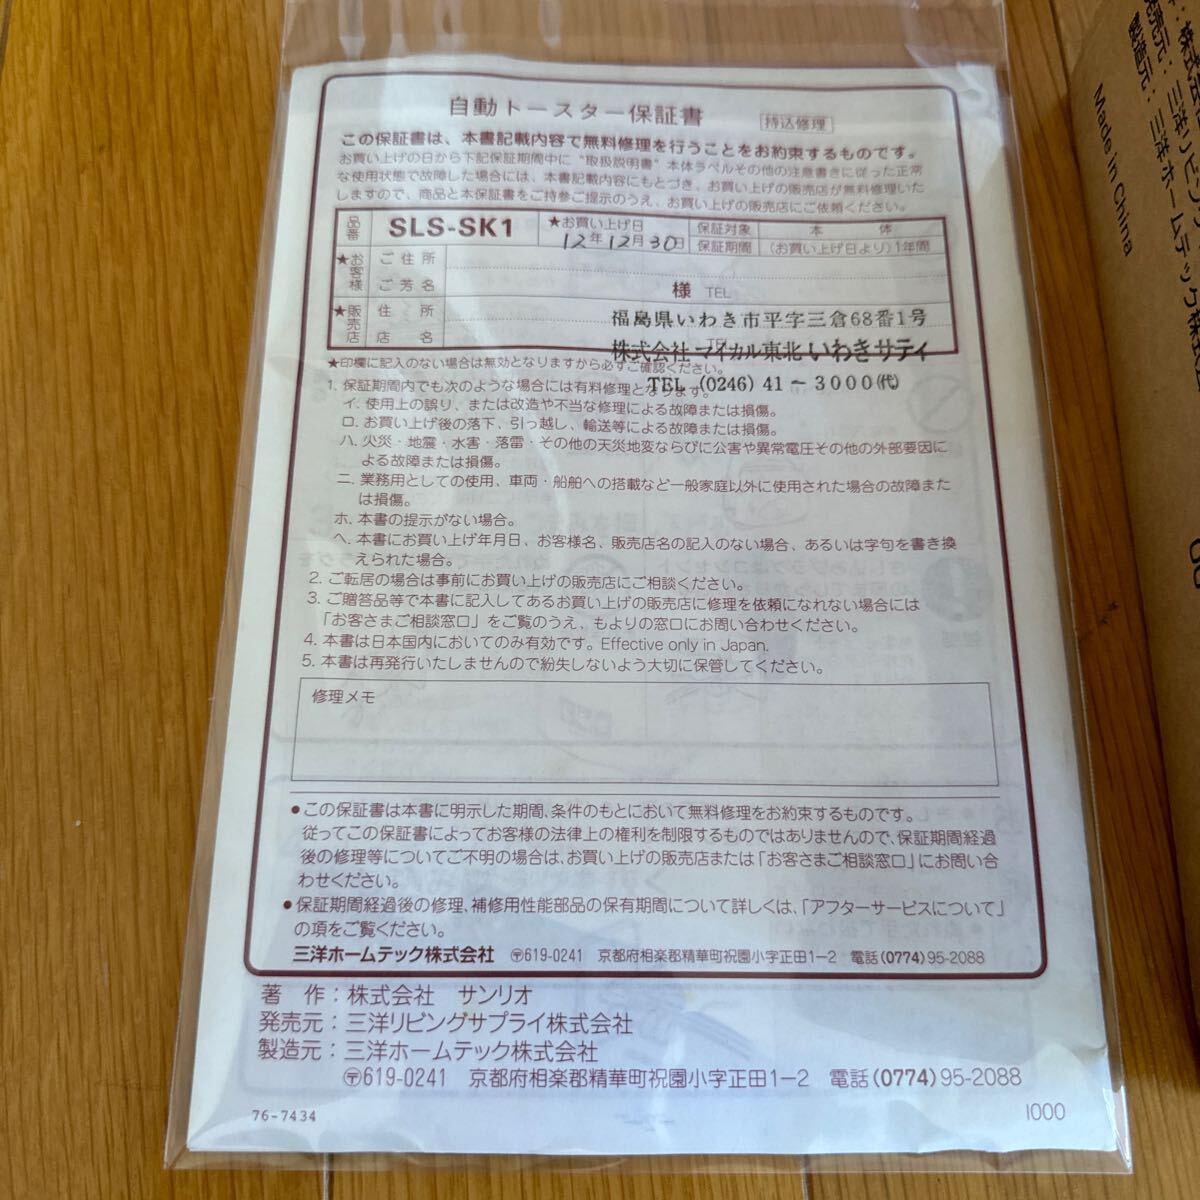 自動トースター保証書
持込修理
この保証書は、本書記載内容で無料修理を行うことをお約束するものです。
お買い上げの日から下記保証期間中に“取扱説明書”本体ラベルその他の注意書きに従った正常
な使用状態で故障した場合には、本書記載内容にもとづき、お買い上げの販売店が無料修理いた
しますので、商品と本保証書をご持参ご提示のうえ、お買い上げの販売店にご依頼ください。
品番 SLS-SK1 ★お買い上げ日 12年12月30日
保証対象 本体
保証期間 (お買い上げ日より)1年間
★お客様 ご住所
ご芳名 様 TEL
★販売店 住所 福島県いわき市平字三倉68番1号
店名 株式会社 マイカル東北 いわきサティ
TEL (0246) 41-3000(代)
★印欄に記入のない場合は無効となりますから必ずご確認ください。
1. 保証期間内でも次のような場合には有料修理となります。
イ. 使用上の誤り、または改造や不当な修理による故障または損傷。
ロ. お買い上げ後の落下、引っ越し、輸送等による故障または損傷。
ハ. 火災・地震・水害・落雷・その他の天災地変ならびに公害や異常電圧その他の外部要因に
よる故障または損傷。
ニ. 業務用としての使用、車両・船舶への搭載など一般家庭以外に使用された場合の故障また
は損傷。
ホ. 本書の提示がない場合。
ヘ. 本書にお買い上げ年月日、お客様名、販売店名の記入のない場合、あるいは字句を書き換
えられた場合。
2. ご転居の場合は事前にお買い上げの販売店にご相談ください。
3. ご贈答品等で本書に記入してあるお買い上げの販売店に修理を依頼になれない場合には
「お客さまご相談窓口」をご覧のうえ、もよりの窓口にお問い合わせください。
4. 本書は日本国内においてのみ有効です。Effective only in Japan.
5. 本書は再発行いたしませんので紛失しないよう大切に保管してください。
修理メモ
●この保証書は本書に明示した期間、条件のもとにおいて無料修理をお約束するものです。
従ってこの保証書によってお客様の法律上の権利を制限するものではありませんので、保証期間経過
後の修理等についてご不明の場合は、お買い上げの販売店または「お客さまご相談窓口」にお問い合
わせください。
●保証期間経過後の修理、補修用性能部品の保有期間について詳しくは、「アフターサービスについて」
の項をご覧ください。
三洋ホームテック株式会社 〒619-0241 京都府相楽郡精華町祝園小字正田1-2 電話(0774)95-2088
著作:株式会社 サンリオ
発売元:三洋リビングサプライ株式会社
製造元:三洋ホームテック株式会社
〒619-0241 京都府相楽郡精華町祝園小字正田1-2 電話(0774)95-2088
76-7434
1000
製造元:三洋ホームテック株式会社
Made in China